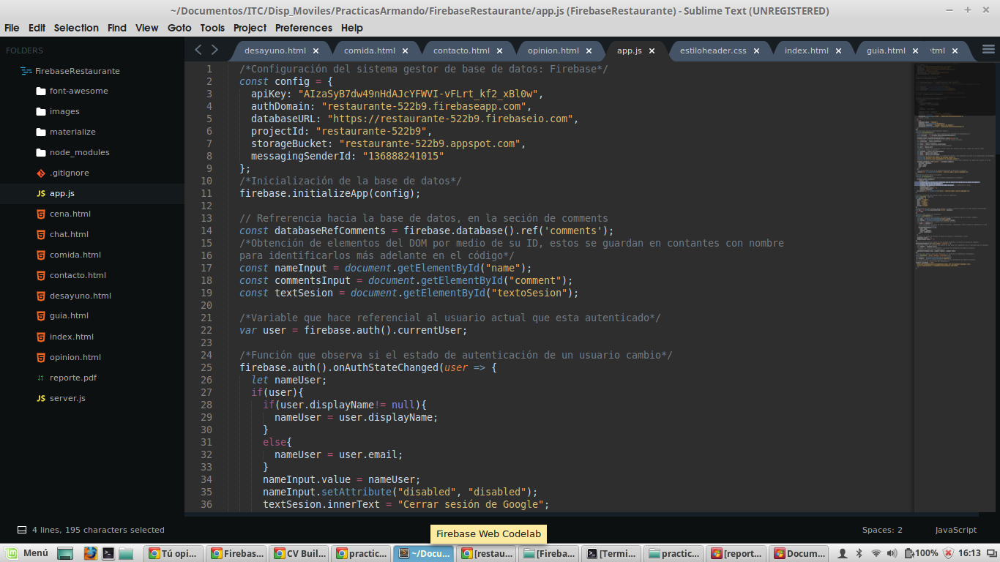 ~/Documentos/ITC/Disp_Moviles/PracticasArmando/FirebaseRestaurante/app.js (FirebaseRestaurante) - Sublime Text (UNREGISTERED)
File Edit Selection Find View Goto Tools Project Preferences Help
FOLDERS
FirebaseRestaurante
font-awesome
images
materialize
node_modules
.gitignore
app.js
cena.html
chat.html
comida.html
contacto.html
desayuno.html
guia.html
index.html
opinion.html
reporte.pdf
server.js
desayuno.html comida.html contacto.html opinion.html app.js estiloheader.css index.html guia.html :tml
1 /*Configuración del sistema gestor de base de datos: Firebase*/
2 const config = {
3 apiKey: "AIzaSyB7dw49nHdAJcYFWVI-vFLrt_kf2_xBl0w",
4 authDomain: "restaurante-522b9.firebaseapp.com",
5 databaseURL: "https://restaurante-522b9.firebaseio.com",
6 projectId: "restaurante-522b9",
7 storageBucket: "restaurante-522b9.appspot.com",
8 messagingSenderId: "136888241015"
9 };
10 /*Inicialización de la base de datos*/
11 firebase.initializeApp(config);
12
13 // Refrerencia hacia la base de datos, en la seción de comments
14 const databaseRefComments = firebase.database().ref('comments');
15 /*Obtención de elementos del DOM por medio de su ID, estos se guardan en contantes con nombre
16 para identificarlos más adelante en el código*/
17 const nameInput = document.getElementById("name");
18 const commentsInput = document.getElementById("comment");
19 const textSesion = document.getElementById("textoSesion");
20
21 /*Variable que hace referencial al usuario actual que esta autenticado*/
22 var user = firebase.auth().currentUser;
23
24 /*Función que observa si el estado de autenticación de un usuario cambio*/
25 firebase.auth().onAuthStateChanged(user => {
26 let nameUser;
27 if(user){
28 if(user.displayName!= null){
29 nameUser = user.displayName;
30 }
31 else{
32 nameUser = user.email;
33 }
34 nameInput.value = nameUser;
35 nameInput.setAttribute("disabled", "disabled");
36 textSesion.innerText = "Cerrar sesión de Google";
4 lines, 195 characters selected
Firebase Web Codelab
Spaces: 2 JavaScript
Menú Tú opi... Firebas... CV Buil... practic... ~/Docu... [restau... [Fireba... [Termi... practic... [report... Docum... 100% 16:13